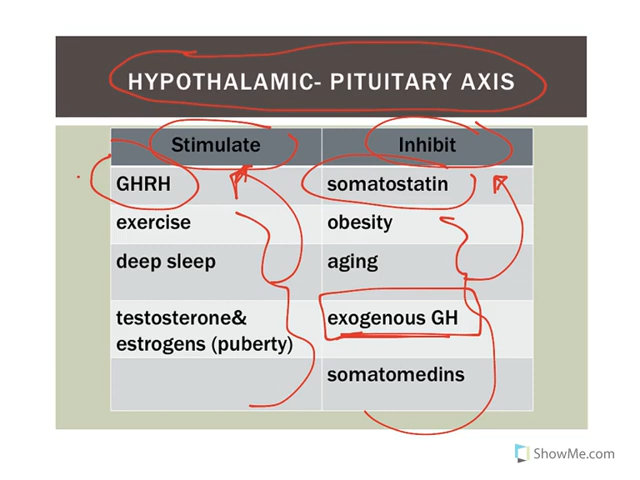 HYPOTHALAMIC- PITUITARY AXIS
Stimulate Inhibit
GHRH somatostatin
exercise obesity
deep sleep aging
testosterone& exogenous GH
estrogens (puberty)
somatomedins
ShowMe.com